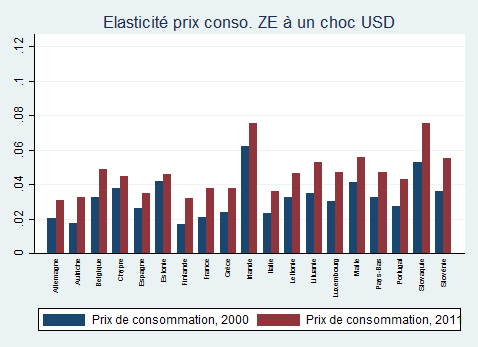 Elasticité prix conso. ZE à un choc USD
.12
.1
.08
.06
.04
.02
0
Allemagne
Autriche
Belgique
Chypre
Espagne
Estonie
Finlande
France
Grèce
Irlande
Italie
Lettonie
Lituanie
Luxembourg
Malte
Pays-Bas
Portugal
Slovaquie
Slovénie
Prix de consommation, 2000
Prix de consommation, 2011